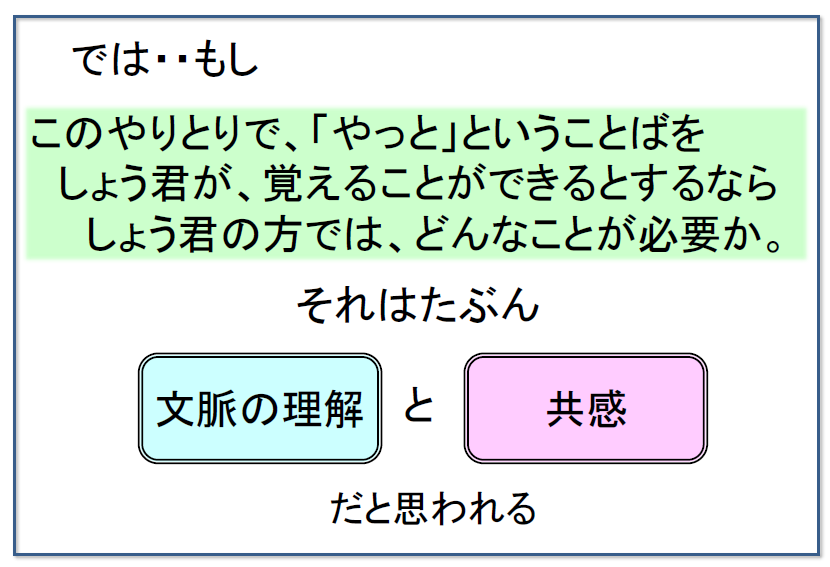 では・・もし
このやりとりで、「やっと」ということばを
しょう君が、覚えることができるとするなら
しょう君の方では、どんなことが必要か。
それはたぶん
文脈の理解 と 共感
だと思われる